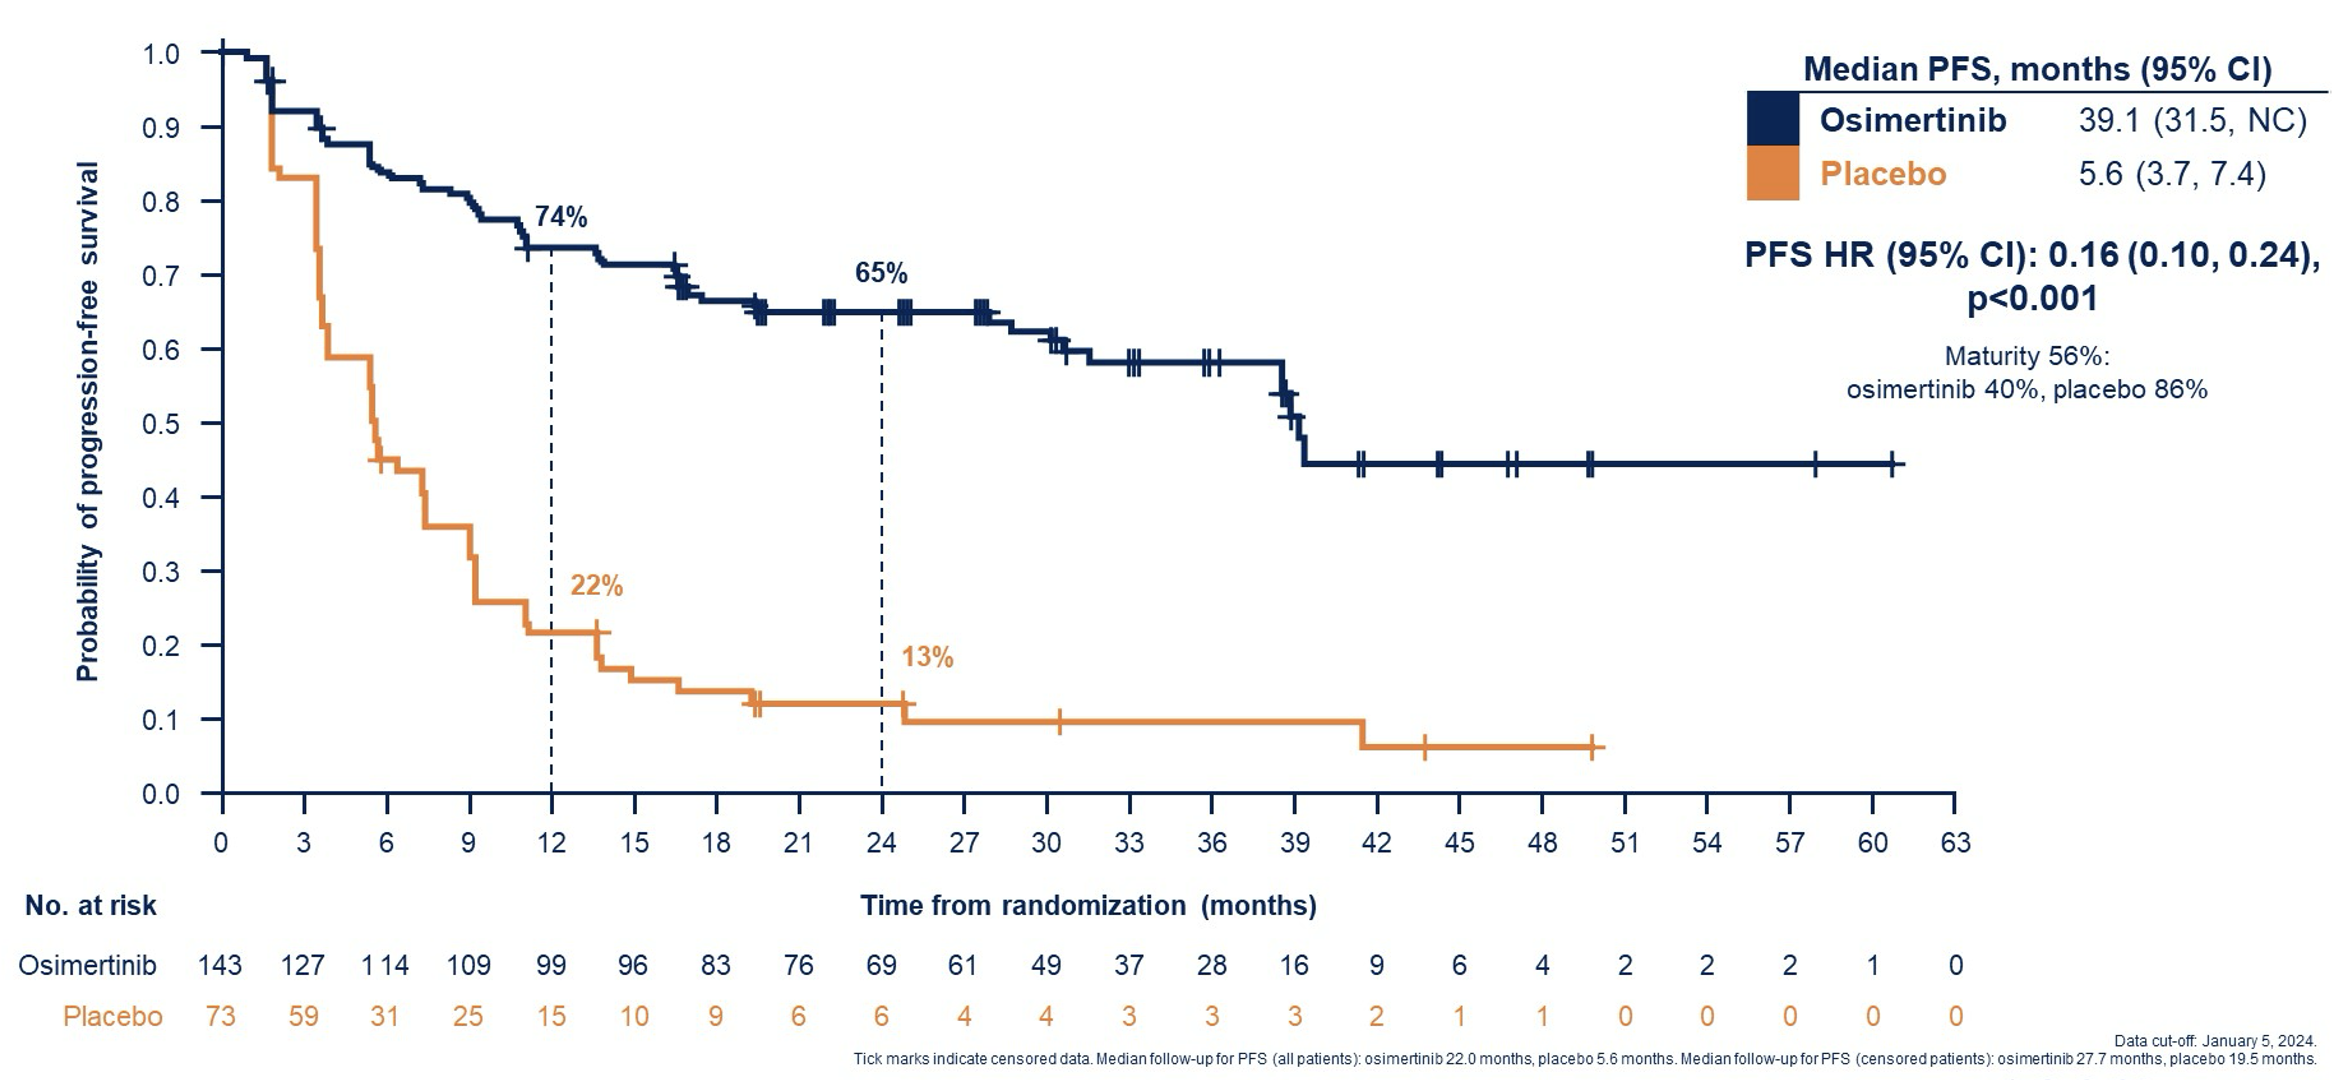 Median PFS, months (95% CI)
Osimertinib 39.1 (31.5, NC)
Placebo 5.6 (3.7, 7.4)
PFS HR (95% CI): 0.16 (0.10, 0.24),
p<0.001
Maturity 56%:
osimertinib 40%, placebo 86%
Probability of progression-free survival
1.0
0.9
0.8
0.7
0.6
0.5
0.4
0.3
0.2
0.1
0.0
74%
65%
22%
13%
0 3 6 9 12 15 18 21 24 27 30 33 36 39 42 45 48 51 54 57 60 63
No. at risk
Time from randomization (months)
Osimertinib 143 127 114 109 99 96 83 76 69 61 49 37 28 16 9 6 4 2 2 2 1 0
Placebo 73 59 31 25 15 10 9 6 6 4 4 3 3 3 2 1 1 0 0 0 0 0
Data cut-off: January 5, 2024.
Tick marks indicate censored data. Median follow-up for PFS (all patients): osimertinib 22.0 months, placebo 5.6 months. Median follow-up for PFS (censored patients): osimertinib 27.7 months, placebo 19.5 months.